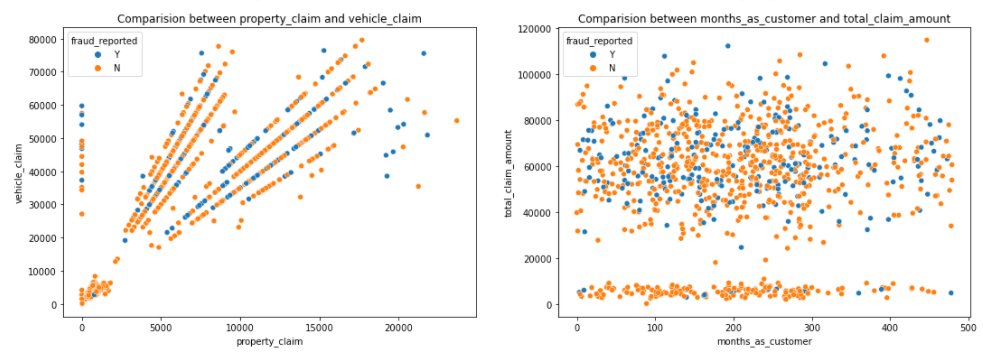 Comparision between property_claim and vehicle_claim
fraud_reported
Y
N
80000
70000
60000
50000
40000
30000
20000
10000
0
vehicle_claim
0 5000 10000 15000 20000
property_claim
Comparision between months_as_customer and total_claim_amount
fraud_reported
Y
N
120000
100000
80000
60000
40000
20000
0
total_claim_amount
0 100 200 300 400 500
months_as_customer